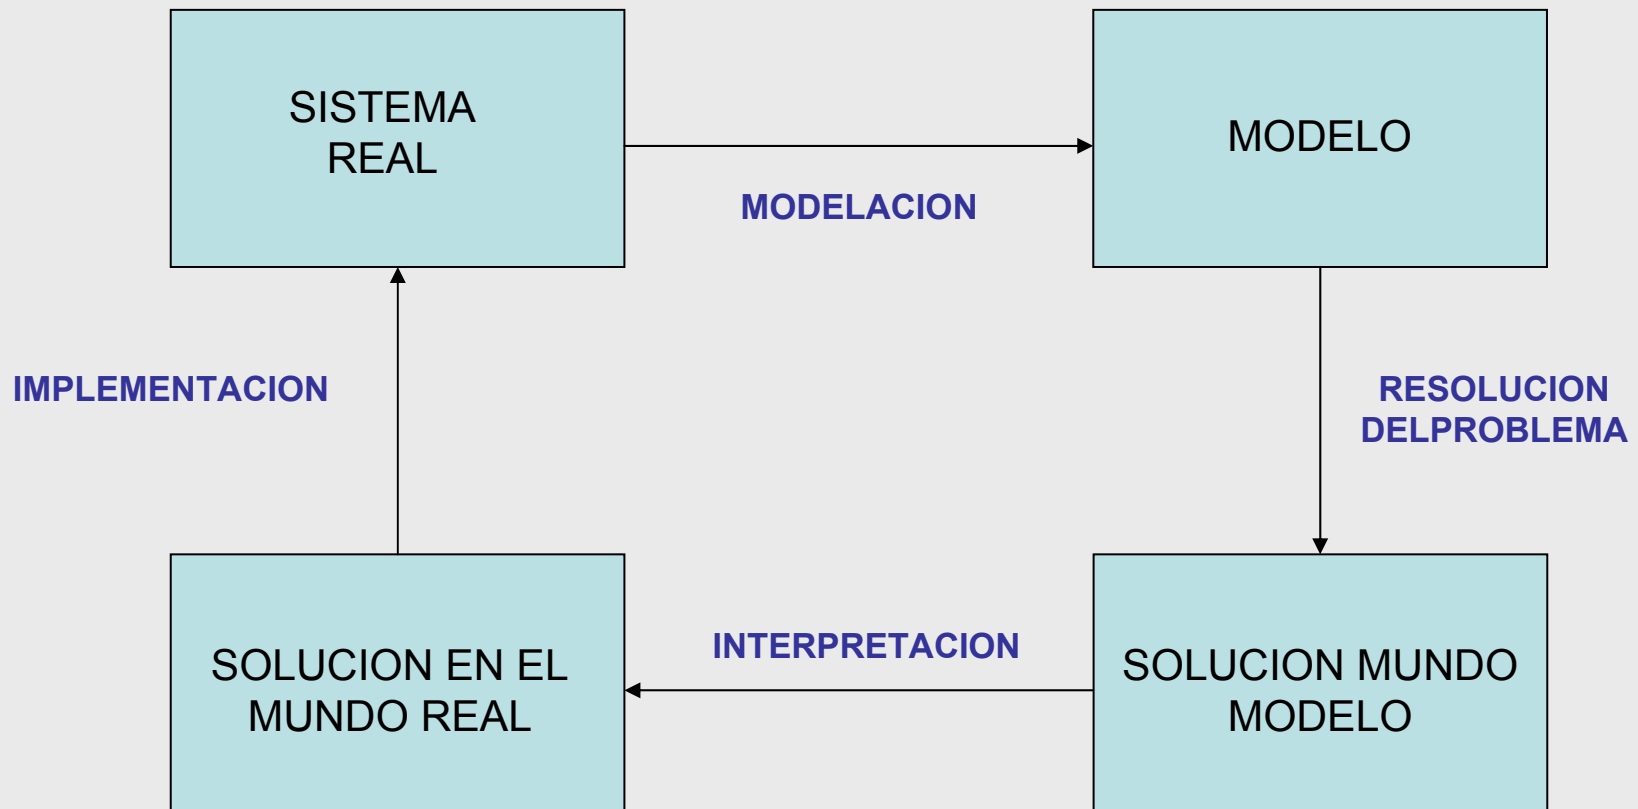 SISTEMA
REAL
MODELO
MODELACION
IMPLEMENTACION
RESOLUCION
DELPROBLEMA
SOLUCION EN EL
MUNDO REAL
INTERPRETACION
SOLUCION MUNDO
MODELO